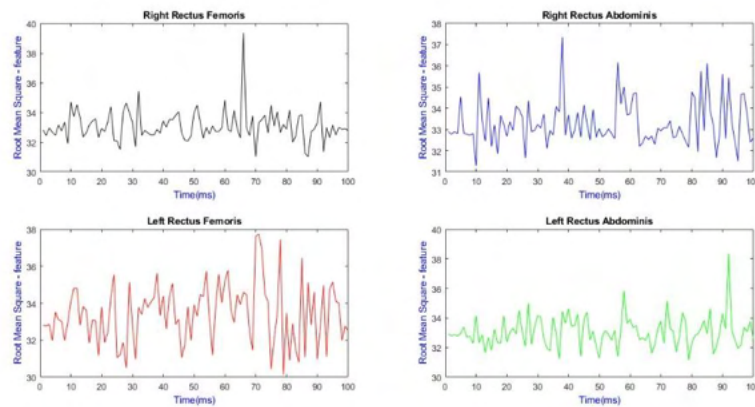 Right Rectus Femoris
Root Mean Square - feature
40
38
36
34
32
30
0 10 20 30 40 50 60 70 80 90 100
Time(ms)
Right Rectus Abdominis
Root Mean Square - feature
38
37
36
35
34
33
32
31
0 10 20 30 40 50 60 70 80 90 100
Time(ms)
Left Rectus Femoris
Root Mean Square - feature
38
36
34
32
30
0 10 20 30 40 50 60 70 80 90 100
Time(ms)
Left Rectus Abdominis
Root Mean Square - feature
40
38
36
34
32
30
0 10 20 30 40 50 60 70 80 90 100
Time(ms)